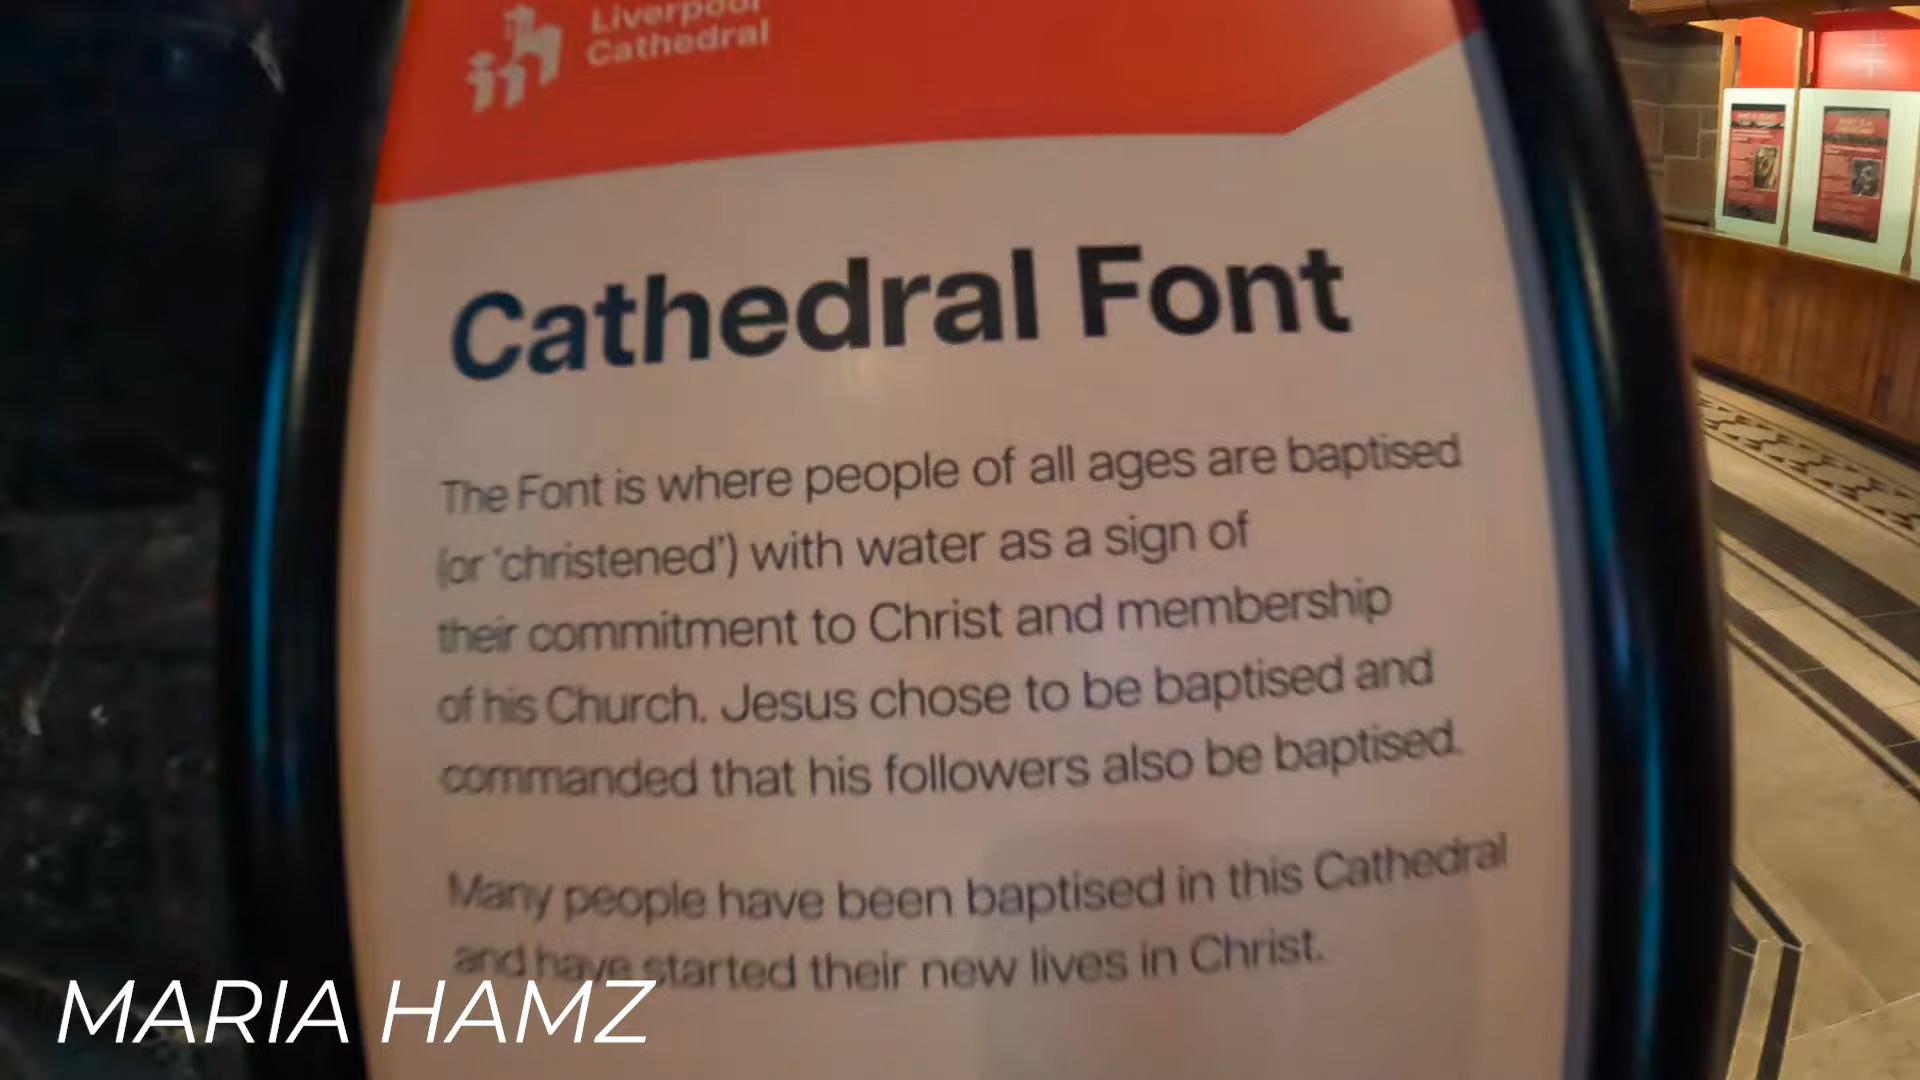 Liverpool
Cathedral
Cathedral Font
The Font is where people of all ages are baptised
(or 'christened') with water as a sign of
their commitment to Christ and membership
of his Church. Jesus chose to be baptised and
commanded that his followers also be baptised.
Many people have been baptised in this Cathedral
and have started their new lives in Christ.
MARIA HAMZ